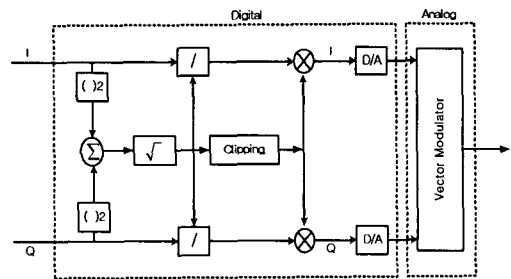 Digital
Analog
I
( )2
/
I
D/A
Σ
√
Clipping
Vector Modulator
( )2
/
Q
Q
D/A